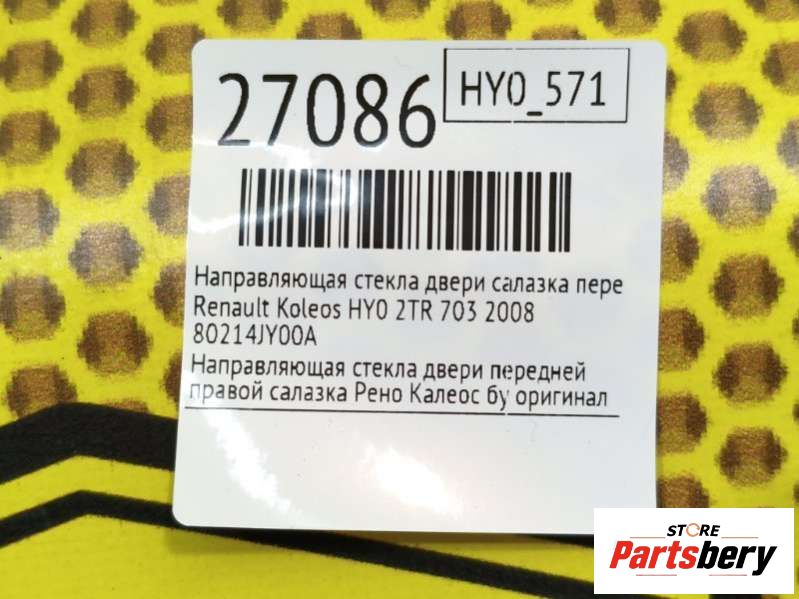 27086
HY0_571
Направляющая стекла двери салазка пере
Renault Koleos HY0 2TR 703 2008
80214JY00A
Направляющая стекла двери передней
правой салазка Рено Калеос бу оригинал
STORE
Partsbery